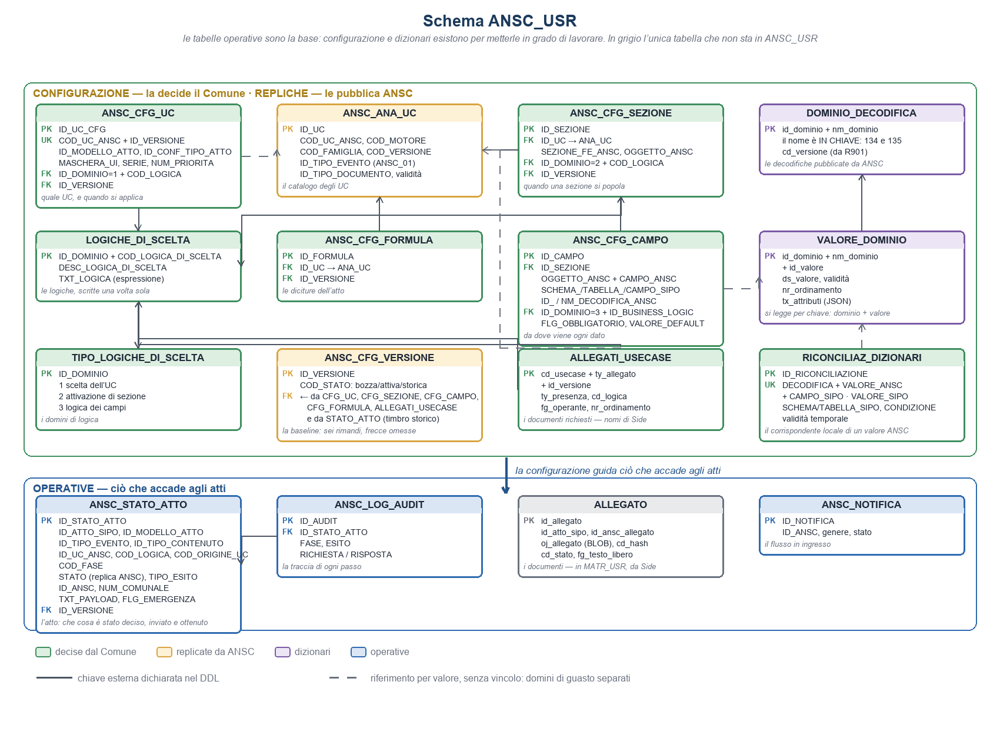 Schema ANSC_USR
le tabelle operative sono la base: configurazione e dizionari esistono per metterle in grado di lavorare. In grigio l’unica tabella che non sta in ANSC_USR
CONFIGURAZIONE — la decide il Comune · REPLICHE — le pubblica ANSC
ANSC_CFG_UC
PK ID_UC_CFG
UK COD_UC_ANSC + ID_VERSIONE
ID_MODELLO_ATTO, ID_CONF_TIPO_ATTO
MASCHERA_UI, SERIE, NUM_PRIORITA
FK ID_DOMINIO=1 + COD_LOGICA
FK ID_VERSIONE
quale UC, e quando si applica
ANSC_ANA_UC
PK ID_UC
COD_UC_ANSC, COD_MOTORE
COD_FAMIGLIA, COD_VERSIONE
ID_TIPO_EVENTO (ANSC_01)
ID_TIPO_DOCUMENTO, validità
il catalogo degli UC
ANSC_CFG_SEZIONE
PK ID_SEZIONE
FK ID_UC → ANA_UC
SEZIONE_FE_ANSC, OGGETTO_ANSC
FK ID_DOMINIO=2 + COD_LOGICA
FK ID_VERSIONE
quando una sezione si popola
DOMINIO_DECODIFICA
PK id_dominio + nm_dominio
il nome è IN CHIAVE: 134 e 135
cd_versione (da R901)
le decodifiche pubblicate da ANSC
LOGICHE_DI_SCELTA
PK ID_DOMINIO + COD_LOGICA_DI_SCELTA
DESC_LOGICA_DI_SCELTA
TXT_LOGICA (espressione)
le logiche, scritte una volta sola
ANSC_CFG_FORMULA
PK ID_FORMULA
FK ID_UC → ANA_UC
FK ID_VERSIONE
le diciture dell’atto
ANSC_CFG_CAMPO
PK ID_CAMPO
FK ID_SEZIONE
OGGETTO_ANSC + CAMPO_ANSC
SCHEMA_/TABELLA_/CAMPO_SIPO
ID_ / NM_DECODIFICA_ANSC
FK ID_DOMINIO=3 + ID_BUSINESS_LOGIC
FLG_OBBLIGATORIO, VALORE_DEFAULT
da dove viene ogni dato
VALORE_DOMINIO
PK id_dominio + nm_dominio
+ id_valore
ds_valore, validità
nr_ordinamento
tx_attributi (JSON)
si legge per chiave: dominio + valore
TIPO_LOGICHE_DI_SCELTA
PK ID_DOMINIO
1 scelta dell’UC
2 attivazione di sezione
3 logica dei campi
i domini di logica
ANSC_CFG_VERSIONE
PK ID_VERSIONE
COD_STATO: bozza/attiva/storica
FK ← da CFG_UC, CFG_SEZIONE, CFG_CAMPO,
CFG_FORMULA, ALLEGATI_USECASE
e da STATO_ATTO (timbro storico)
la baseline: sei rimandi, frecce omesse
ALLEGATI_USECASE
PK cd_usecase + ty_allegato
+ id_versione
ty_presenza, cd_logica
fg_operante, nr_ordinamento
i documenti richiesti — nomi di Side
RICONCILIAZ_DIZIONARI
PK ID_RICONCILIAZIONE
UK DECODIFICA + VALORE_ANSC
+ CAMPO_SIPO · VALORE_SIPO
SCHEMA/TABELLA_SIPO, CONDIZIONE
validità temporale
il corrispondente locale di un valore ANSC
la configurazione guida ciò che accade agli atti
OPERATIVE — ciò che accade agli atti
ANSC_STATO_ATTO
PK ID_STATO_ATTO
ID_ATTO_SIPO, ID_MODELLO_ATTO
ID_TIPO_EVENTO, ID_TIPO_CONTENUTO
ID_UC_ANSC, COD_LOGICA, COD_ORIGINE_UC
COD_FASE
STATO (replica ANSC), TIPO_ESITO
ID_ANSC, NUM_COMUNALE
TXT_PAYLOAD, FLG_EMERGENZA
FK ID_VERSIONE
l’atto: che cosa è stato deciso, inviato e ottenuto
ANSC_LOG_AUDIT
PK ID_AUDIT
FK ID_STATO_ATTO
FASE, ESITO
RICHIESTA / RISPOSTA
la traccia di ogni passo
ALLEGATO
PK id_allegato
id_atto_sipo, id_ansc_allegato
oj_allegato (BLOB), cd_hash
cd_stato, fg_testo_libero
i documenti — in MATR_USR, da Side
ANSC_NOTIFICA
PK ID_NOTIFICA
ID_ANSC, genere, stato
il flusso in ingresso
decise dal Comune
replicate da ANSC
dizionari
operative
chiave esterna dichiarata nel DDL
riferimento per valore, senza vincolo: domini di guasto separati